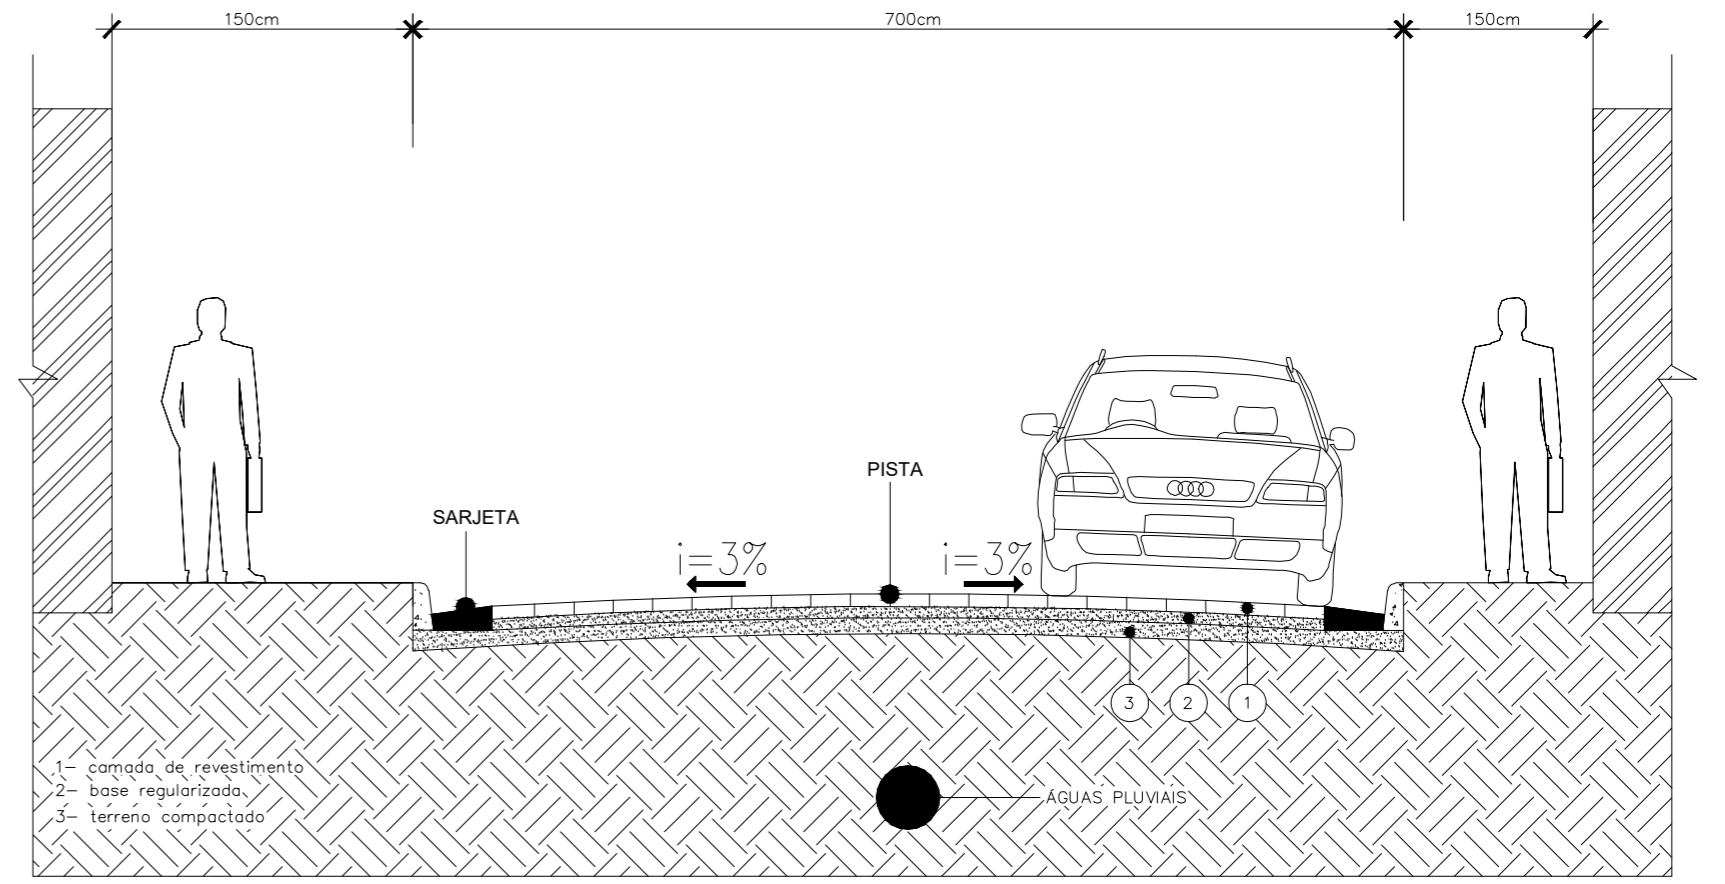 150cm
700cm
150cm
PISTA
SARJETA
i=3%
i=3%
3
2
1
1- camada de revestimento
2- base regularizada
3- terreno compactado
ÁGUAS PLUVIAIS